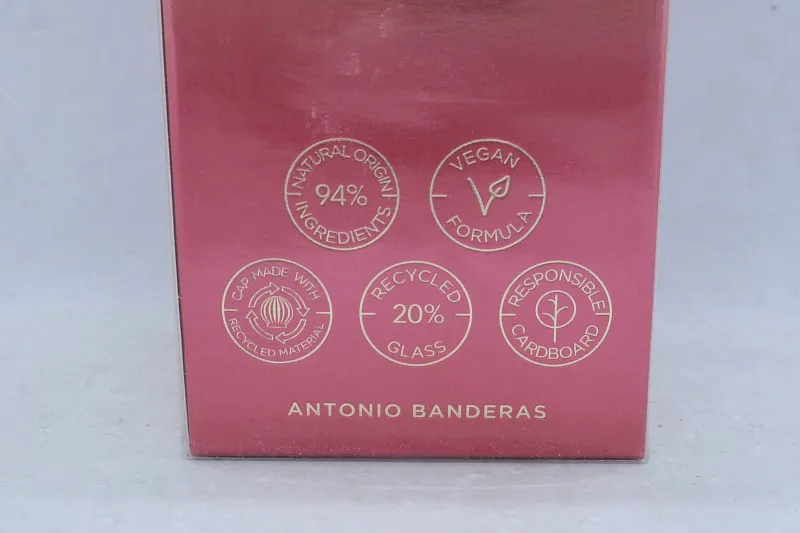 NATURAL ORIGIN
94%
INGREDIENTS
VEGAN
FORMULA
CAP MADE WITH
RECYCLED MATERIAL
RECYCLED
20%
GLASS
RESPONSIBLE
CARDBOARD
ANTONIO BANDERAS